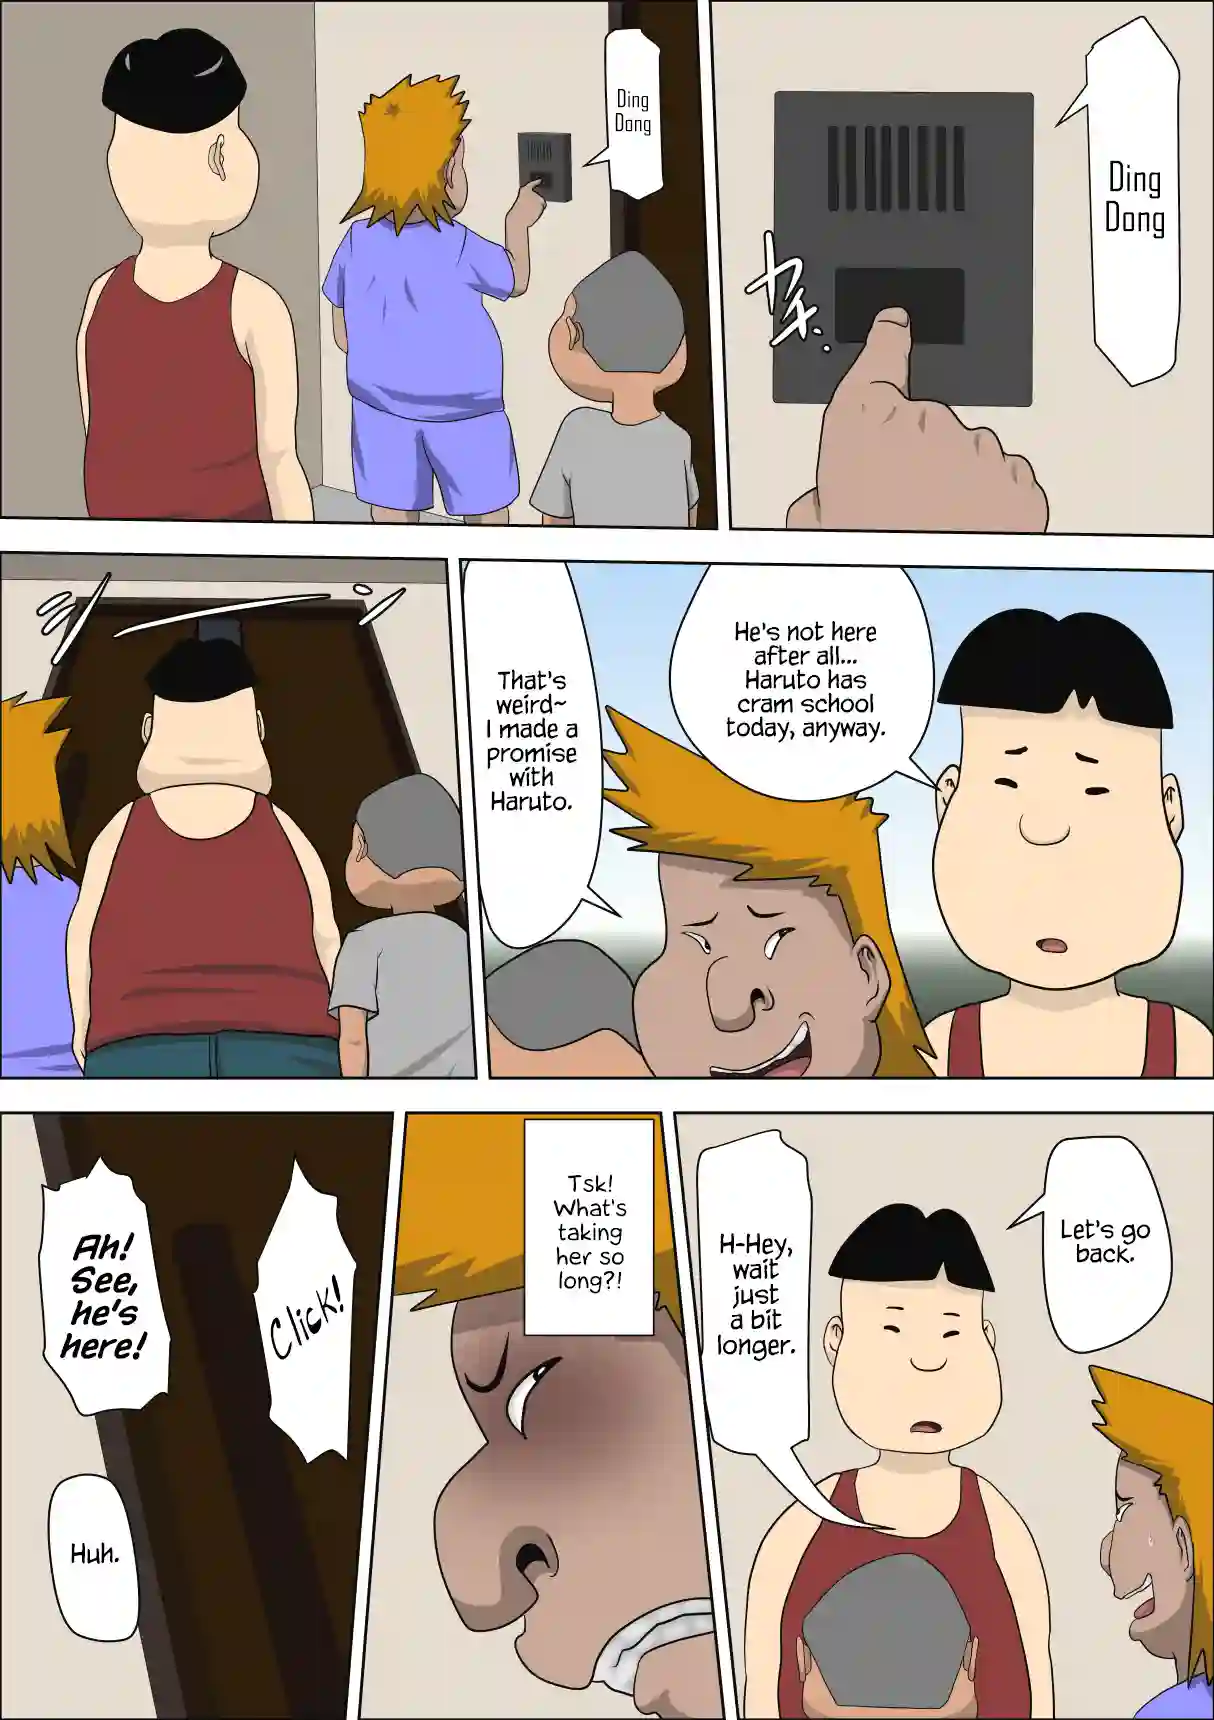 Ding
Dong
ヤチ..
Ding
Dong
He's not here
after all...
Haruto has
cram school
today, anyway.
That's
weird~
I made a
promise
with
Haruto.
Let's go
back.
H-Hey,
wait
just
a bit
longer.
Tsk!
What's
taking
her so
long?!
Click!
Ah!
See,
he's
here!
Huh.